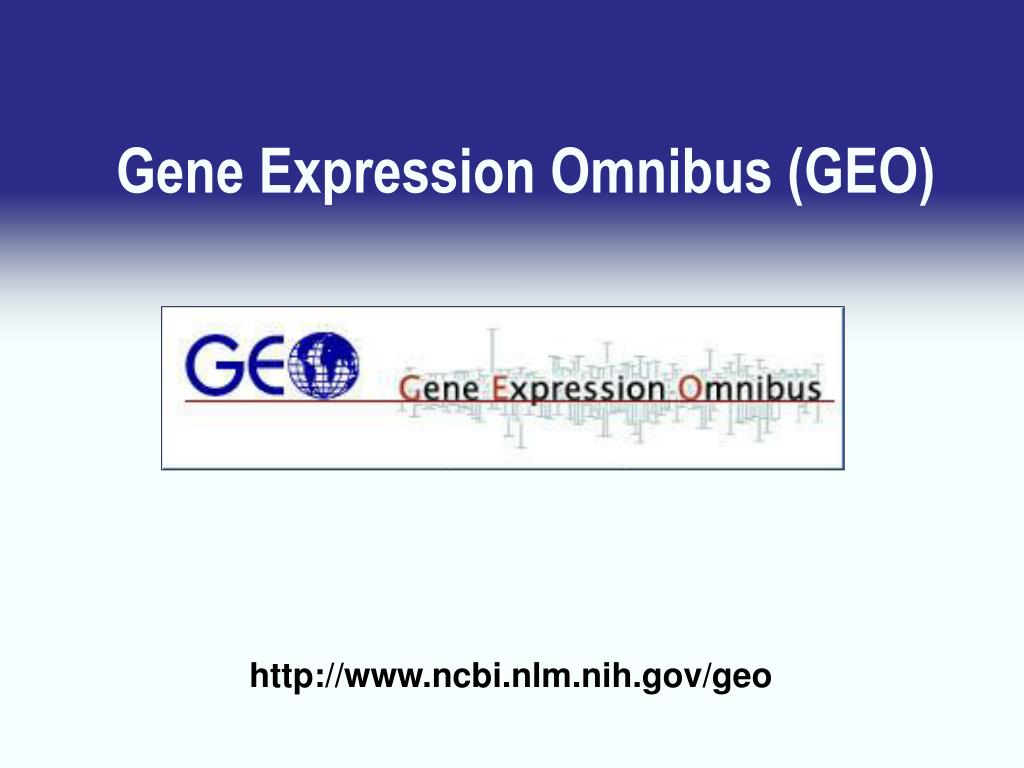 Gene Expression Omnibus (GEO)
GEO Gene Expression Omnibus
http://www.ncbi.nlm.nih.gov/geo